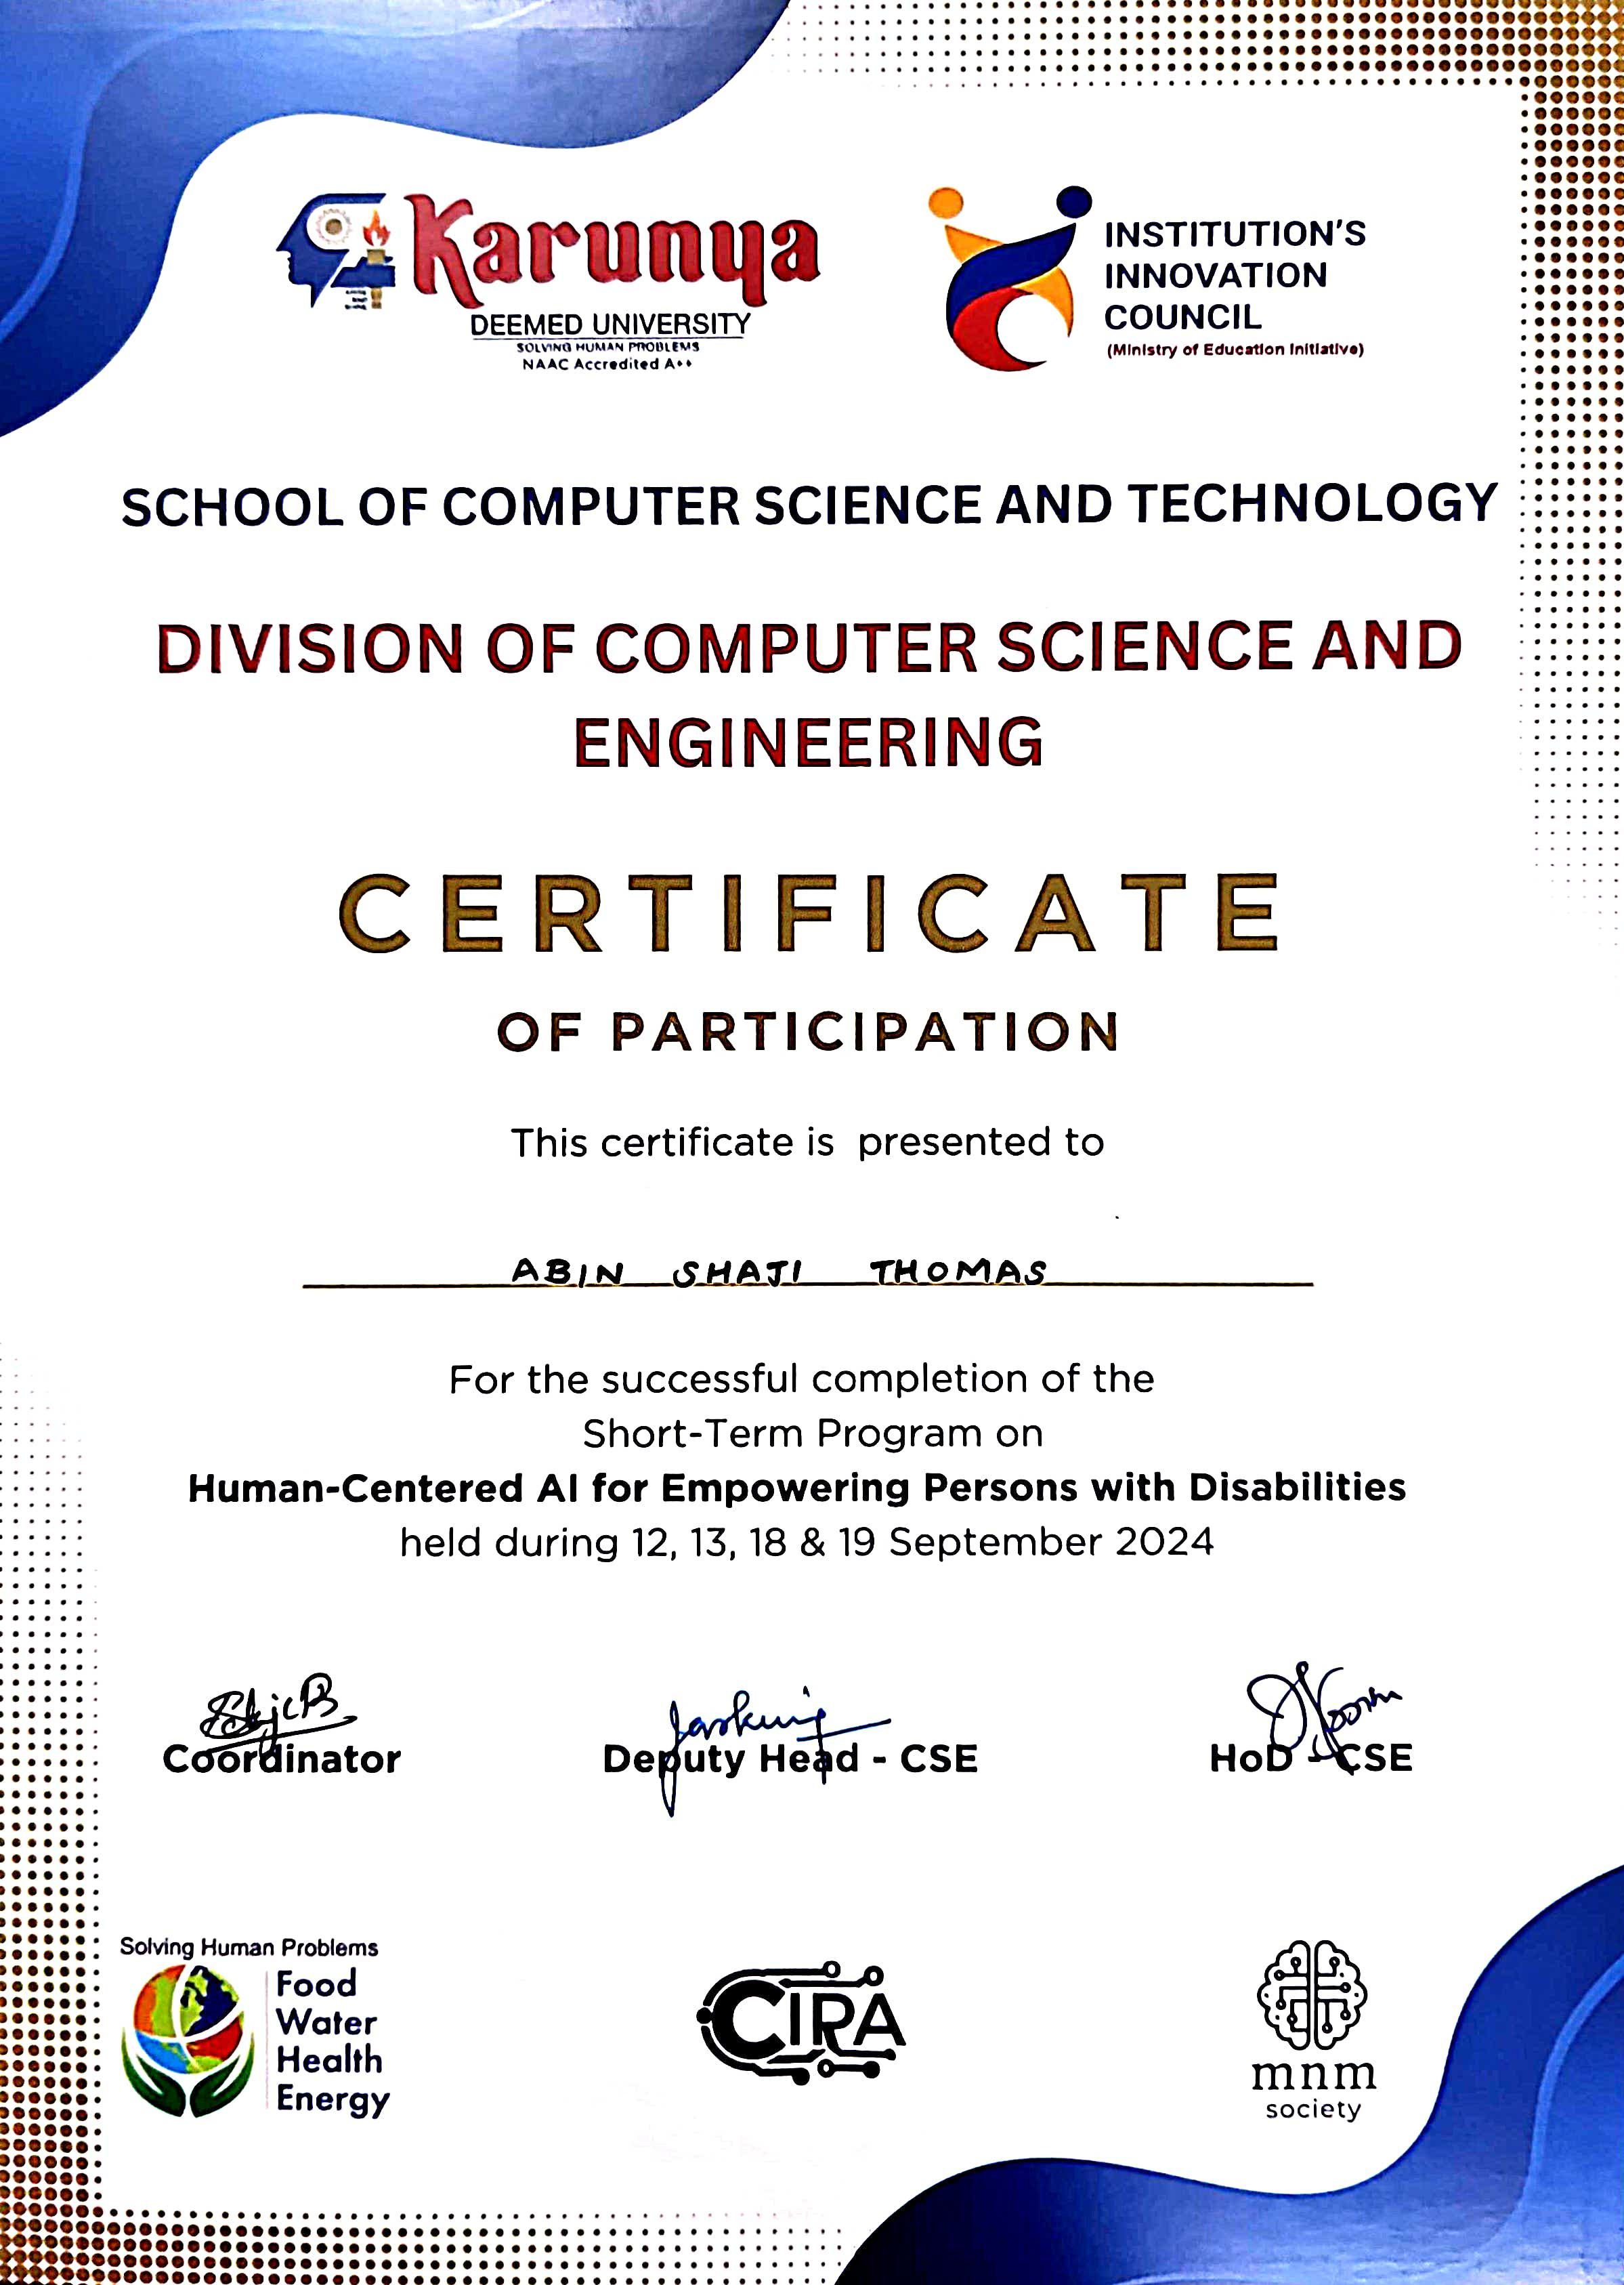 Karunya
DEEMED UNIVERSITY
SOLVING HUMAN PROBLEMS
NAAC Accredited A++
INSTITUTION'S
INNOVATION
COUNCIL
(Ministry of Education Initiative)
SCHOOL OF COMPUTER SCIENCE AND TECHNOLOGY
DIVISION OF COMPUTER SCIENCE AND
ENGINEERING
CERTIFICATE
OF PARTICIPATION
This certificate is presented to
ABIN SHAJI THOMAS
For the successful completion of the
Short-Term Program on
Human-Centered AI for Empowering Persons with Disabilities
held during 12, 13, 18 & 19 September 2024
Coordinator
Deputy Head - CSE
HoD - CSE
Solving Human Problems
Food
Water
Health
Energy
CIRA
mnm
society